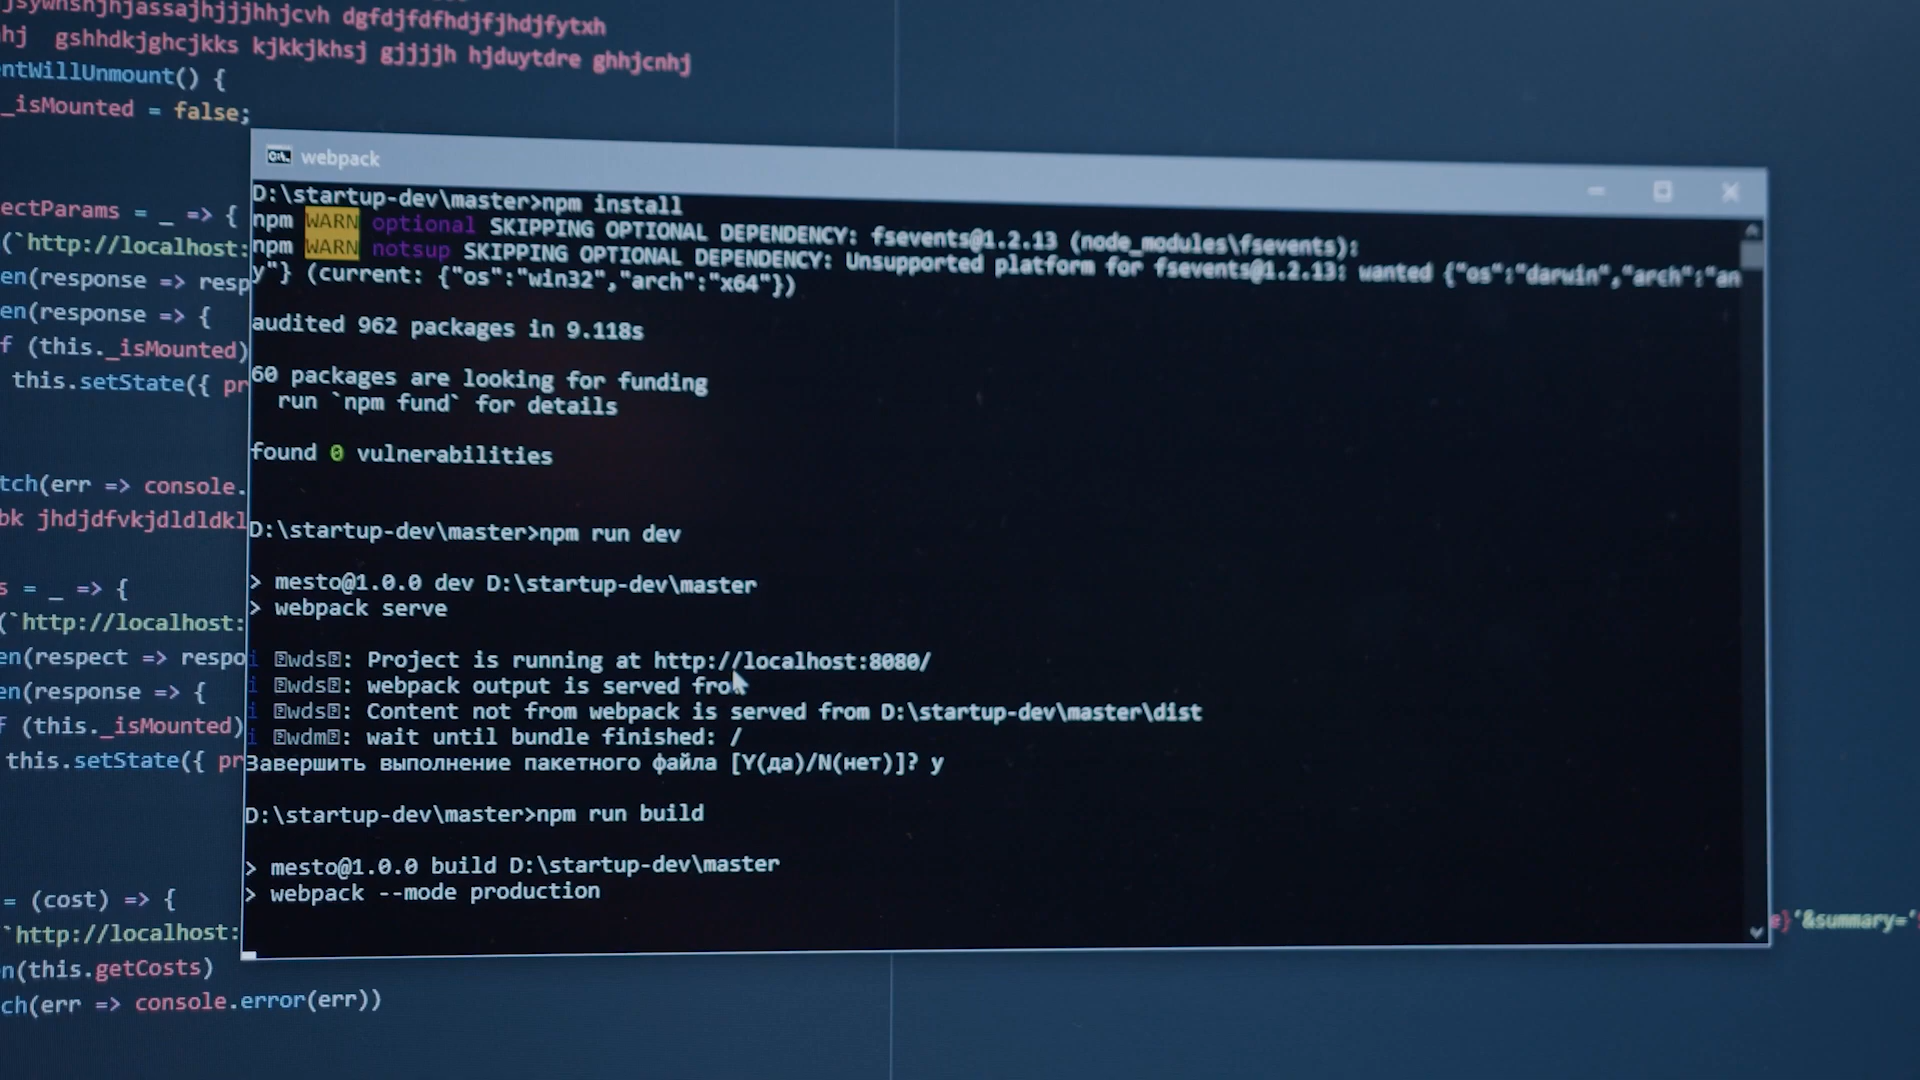 dgfdjfdfhdjfjhdjfytxh
gshhdkjghcjkks kjkkjkhsj gjjjjh hjduytdre ghhjcnhj
ntWillUnmount() {
_isMounted = false;
webpack
D:\startup-dev\master>npm install
npm WARN optional SKIPPING OPTIONAL DEPENDENCY: fsevents@1.2.13 (node_modules\fsevents):
npm WARN notsup SKIPPING OPTIONAL DEPENDENCY: Unsupported platform for fsevents@1.2.13: wanted {"os":"darwin","arch":"an
y"} (current: {"os":"win32","arch":"x64"})
audited 962 packages in 9.118s
60 packages are looking for funding
run `npm fund` for details
found 0 vulnerabilities
D:\startup-dev\master>npm run dev
> mesto@1.0.0 dev D:\startup-dev\master
> webpack serve
i wds: Project is running at http://localhost:8080/
i wds: webpack output is served fro
i wds: Content not from webpack is served from D:\startup-dev\master\dist
i wdm: wait until bundle finished: /
Завершить выполнение пакетного файла [Y(да)/N(нет)]? y
D:\startup-dev\master>npm run build
> mesto@1.0.0 build D:\startup-dev\master
> webpack --mode production
ectParams = _ => {
(`http://localhost:
en(response => resp
en(response => {
f (this._isMounted)
this.setState({ pr
tch(err => console.
bk jhdjdfvkjdldldkl
s = _ => {
(`http://localhost:
en(respect => respo
en(response => {
f (this._isMounted)
this.setState({ pr
= (cost) => {
`http://localhost:
}`&summary=`
n(this.getCosts)
ch(err => console.error(err))